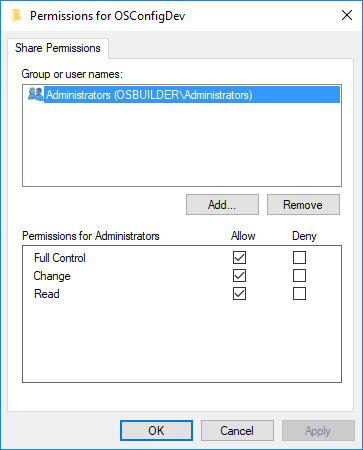 Permissions for OSConfigDev
Share Permissions
Group or user names:
Administrators (OSBUILDER\Administrators)
Add...
Remove
Permissions for Administrators
Allow
Deny
Full Control
Change
Read
OK
Cancel
Apply